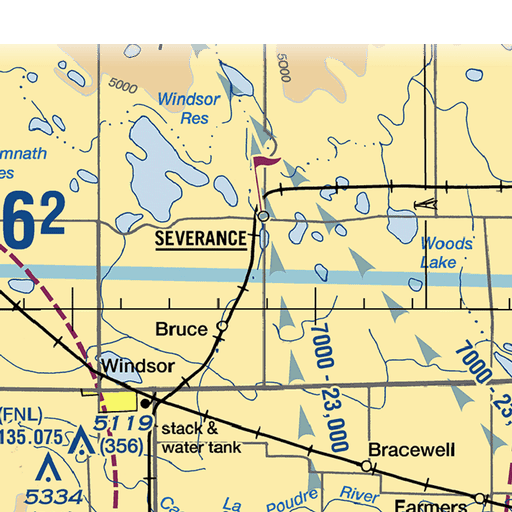 5000
5000
Windsor
Res
mnath
es
6²
SEVERANCE
Woods
Lake
Bruce
Windsor
7000 - 23,000
7000 - 23,
(FNL)
135.075
5119
(356)
stack &
water tank
Bracewell
5334
Ca
La
Poudre
River
Farmers